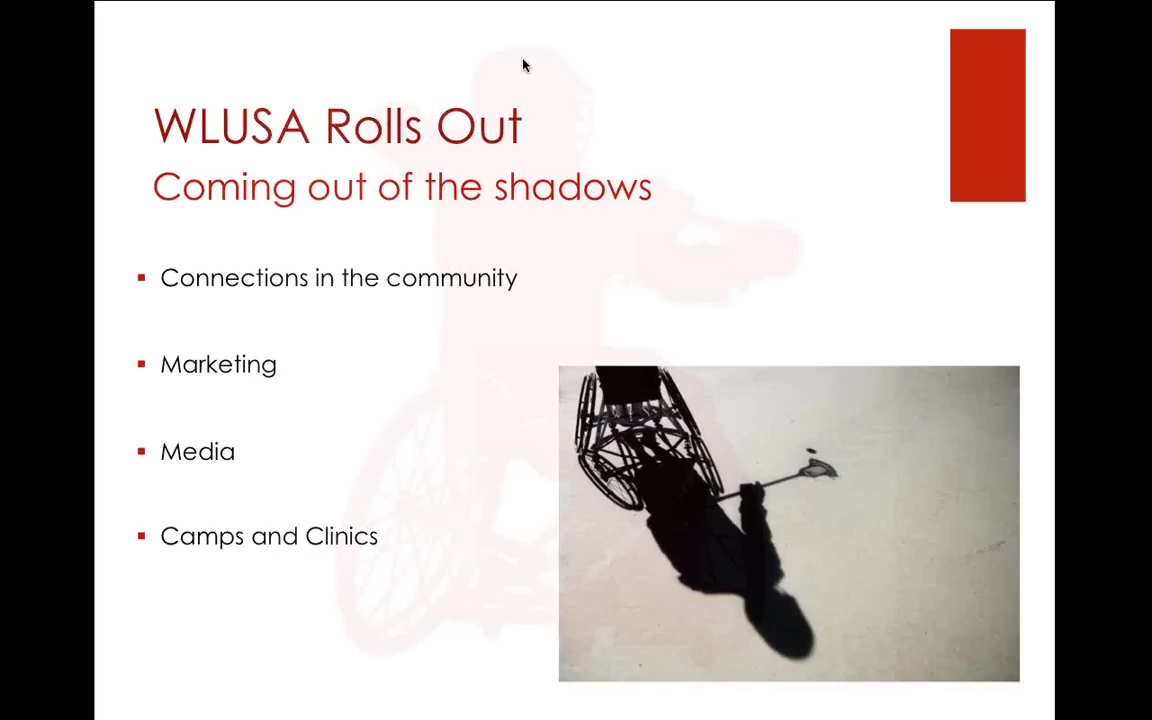 WLUSA Rolls Out
Coming out of the shadows
Connections in the community
Marketing
Media
Camps and Clinics